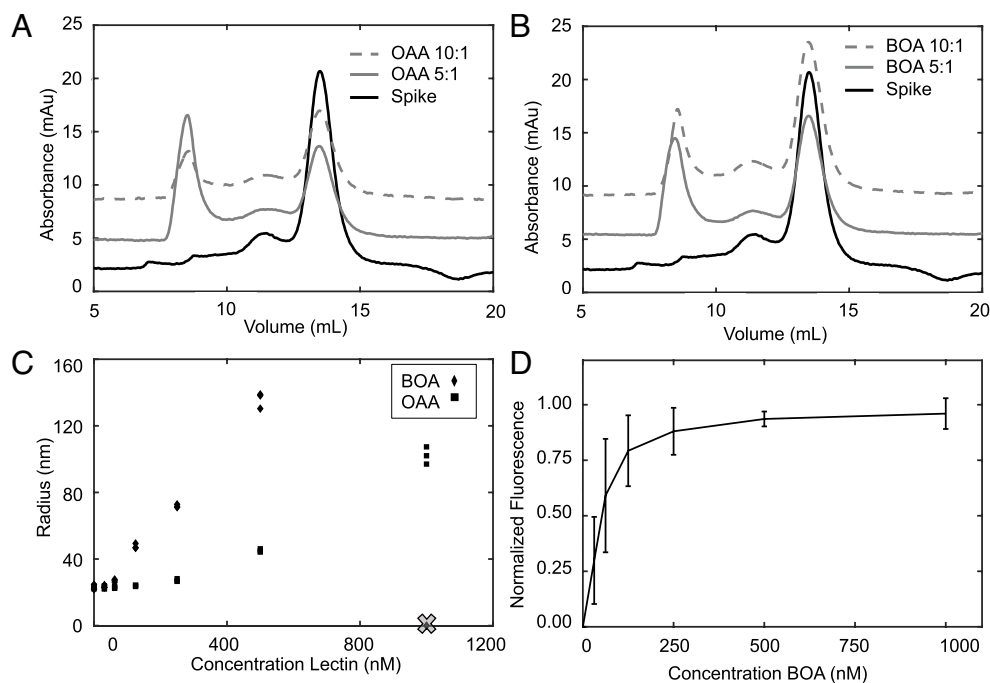 A
25
20
15
10
5
0
Absorbance (mAu)
OAA 10:1
OAA 5:1
Spike
5
10
15
20
Volume (mL)
B
25
20
15
10
5
0
Absorbance (mAu)
BOA 10:1
BOA 5:1
Spike
5
10
15
20
Volume (mL)
C
160
120
80
40
0
Radius (nm)
BOA
OAA
0
400
800
1200
Concentration Lectin (nM)
D
1.00
0.75
0.50
0.25
0.00
Normalized Fluorescence
0
250
500
750
1000
Concentration BOA (nM)